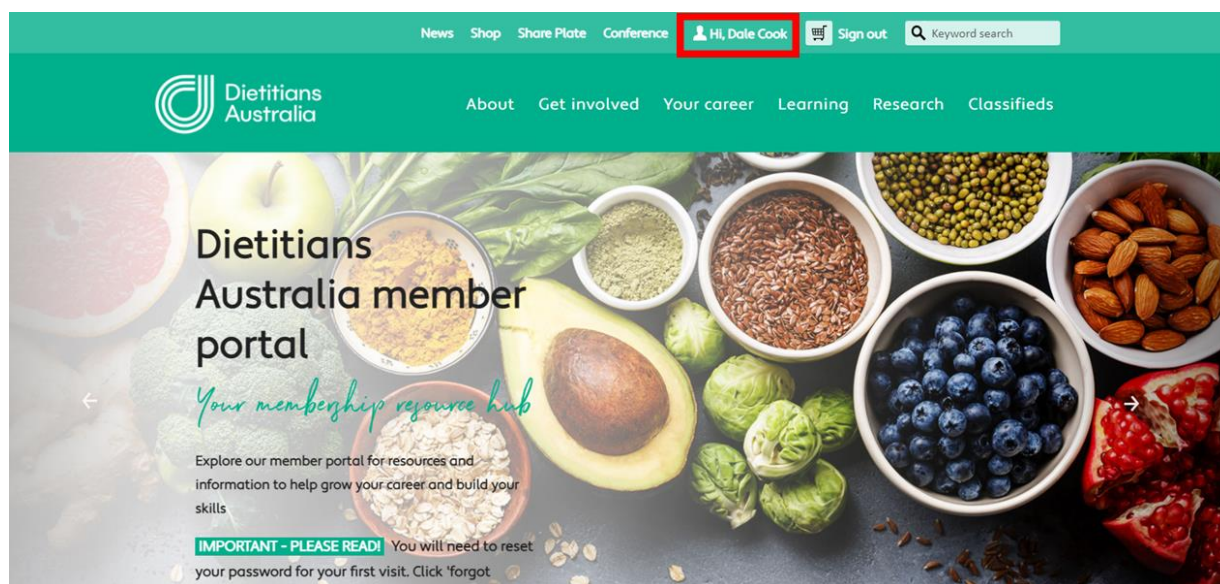 News Shop Share Plate Conference Hi, Dale Cook Sign out Keyword search
Dietitians
Australia
About Get involved Your career Learning Research Classifieds
Dietitians
Australia member
portal
Your membership resource hub
Explore our member portal for resources and
information to help grow your career and build your
skills
IMPORTANT - PLEASE READ! You will need to reset
your password for your first visit. Click 'forgot